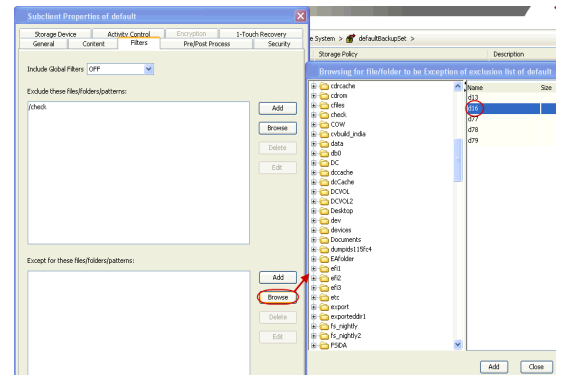 Subclient Properties of default
Storage Device
Activity Control
Encryption
1-Touch Recovery
General
Content
Filters
Pre/Post Process
Security
Include Global Filters OFF
Exclude these files/folders/patterns:
/check
Add
Browse
Delete
Edit
Except for these files/folders/patterns:
Add
Browse
Delete
Edit
e System > defaultBackupSet >
Storage Policy
Description
Browsing for file/folder to be Exception of exclusion list of default
cdrcache
cdrom
cfiles
check
COW
cvbuild_india
data
db0
DC
dccache
dcCache
DCVOL
DCVOL2
Desktop
dev
devices
Documents
dumpids115fc4
EAfolder
efi1
efi2
efi3
etc
export
exporteddir1
fs_nightly
fs_nightly2
FSiDA
Name
Size
d13
d16
d77
d78
d79
Add
Close